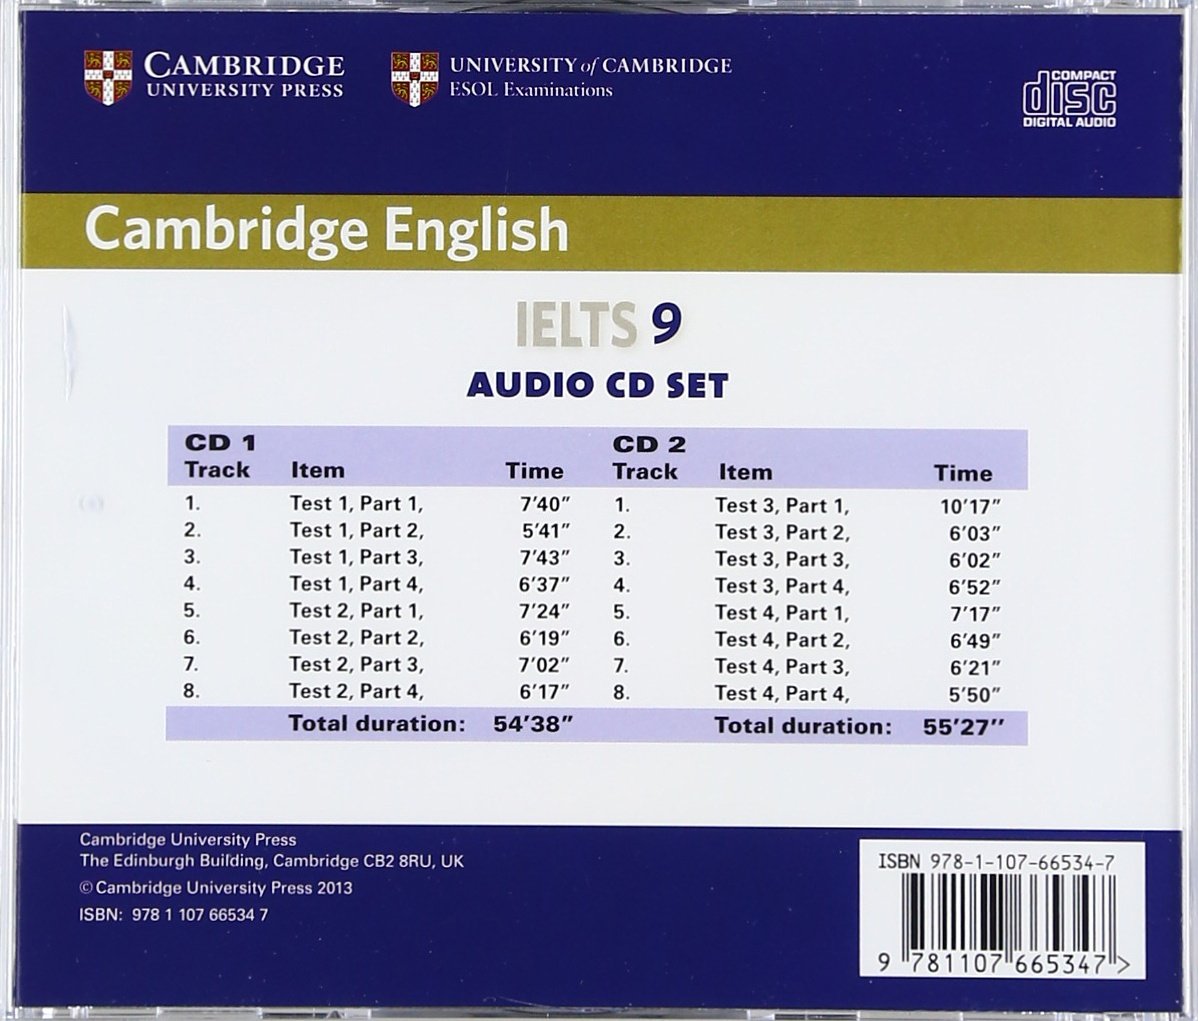 CAMBRIDGE
UNIVERSITY PRESS
UNIVERSITY of CAMBRIDGE
ESOL Examinations
COMPACT
disc
DIGITAL AUDIO
Cambridge English
IELTS 9
AUDIO CD SET
CD 1 CD 2
Track Item Time Track Item Time
1. Test 1, Part 1, 7’40” 1. Test 3, Part 1, 10’17”
2. Test 1, Part 2, 5’41” 2. Test 3, Part 2, 6’03”
3. Test 1, Part 3, 7’43” 3. Test 3, Part 3, 6’02”
4. Test 1, Part 4, 6’37” 4. Test 3, Part 4, 6’52”
5. Test 2, Part 1, 7’24” 5. Test 4, Part 1, 7’17”
6. Test 2, Part 2, 6’19” 6. Test 4, Part 2, 6’49”
7. Test 2, Part 3, 7’02” 7. Test 4, Part 3, 6’21”
8. Test 2, Part 4, 6’17” 8. Test 4, Part 4, 5’50”
Total duration: 54’38” Total duration: 55’27’’
Cambridge University Press
The Edinburgh Building, Cambridge CB2 8RU, UK
© Cambridge University Press 2013
ISBN: 978 1 107 66534 7
ISBN 978-1-107-66534-7
9 781107 665347 >